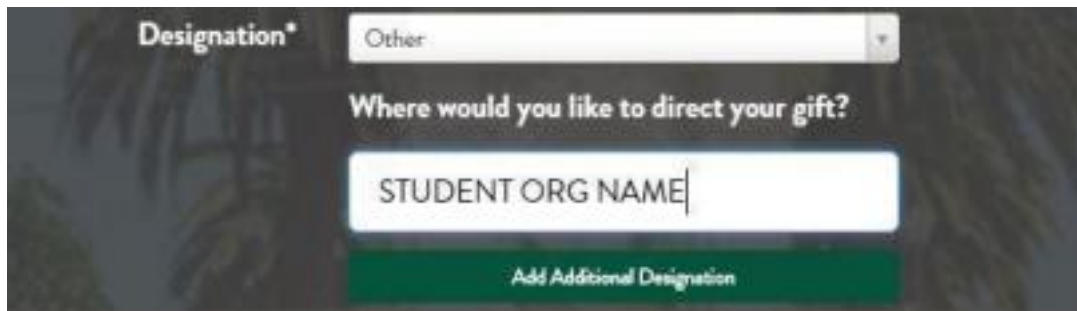 Designation* Other
Where would you like to direct your gift?
STUDENT ORG NAME
Add Additional Designation